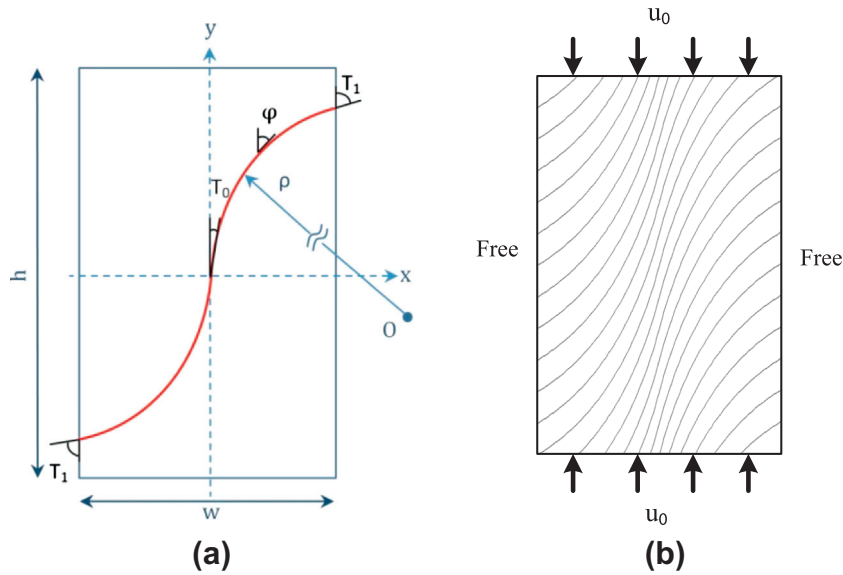 y
T₁
φ
T₀
ρ
x
O
h
T₁
w
(a)
u₀
Free
Free
u₀
(b)